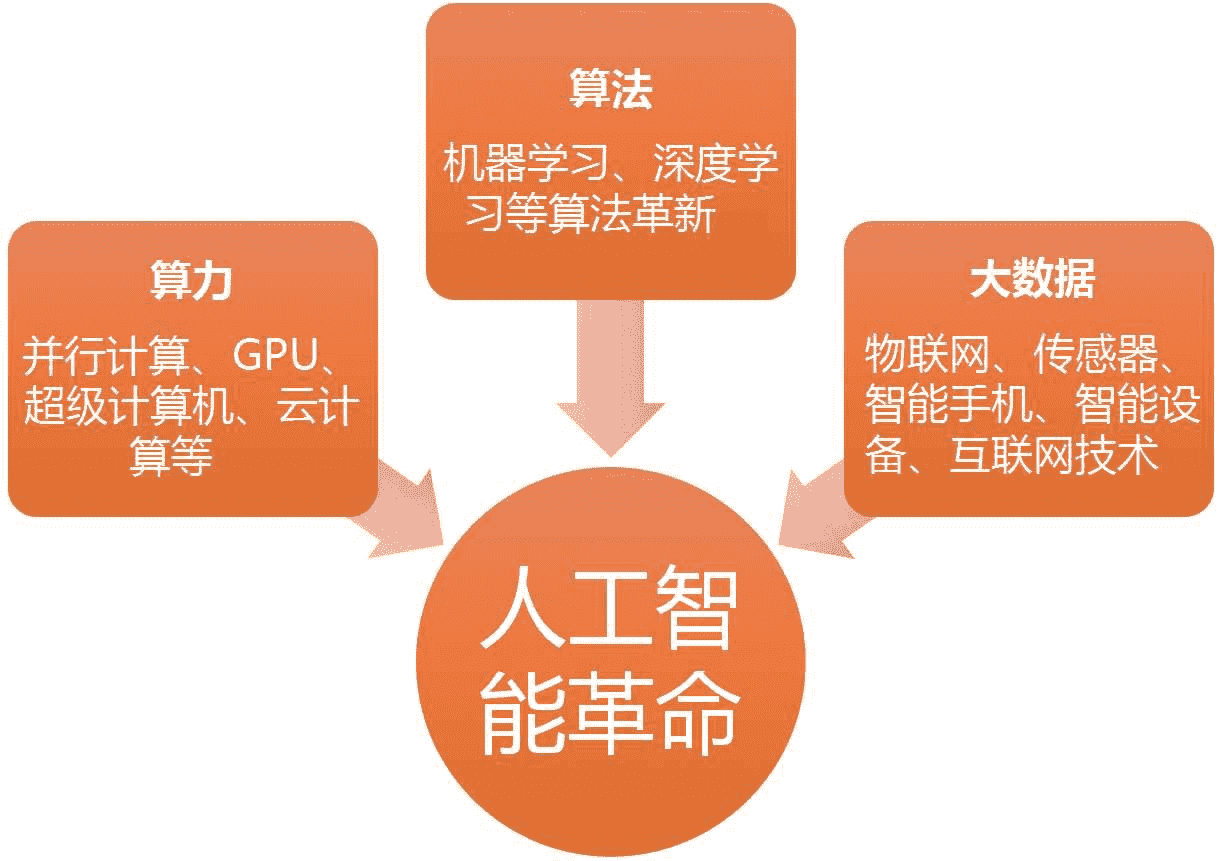 算法
机器学习、深度学
习等算法革新
算力
并行计算、GPU、
超级计算机、云计
算等
大数据
物联网、传感器、
智能手机、智能设
备、互联网技术
人工智
能革命